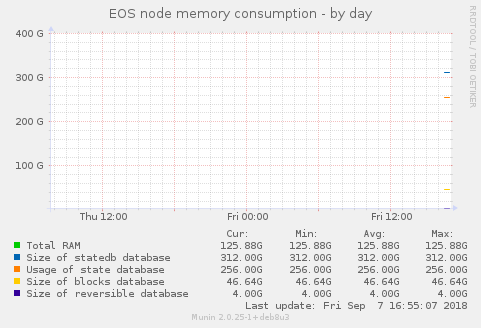 EOS node memory consumption - by day
RRDTOOL / TOBI OETIKER
400 G
300 G
200 G
100 G
Thu 12:00 Fri 00:00 Fri 12:00
Cur: Min: Avg: Max:
Total RAM 125.88G 125.88G 125.88G 125.88G
Size of statedb database 312.00G 312.00G 312.00G 312.00G
Usage of state database 256.00G 256.00G 256.00G 256.00G
Size of blocks database 46.64G 46.64G 46.64G 46.64G
Size of reversible database 4.00G 4.00G 4.00G 4.00G
Last update: Fri Sep 7 16:55:07 2018
Munin 2.0.25-1+deb8u3